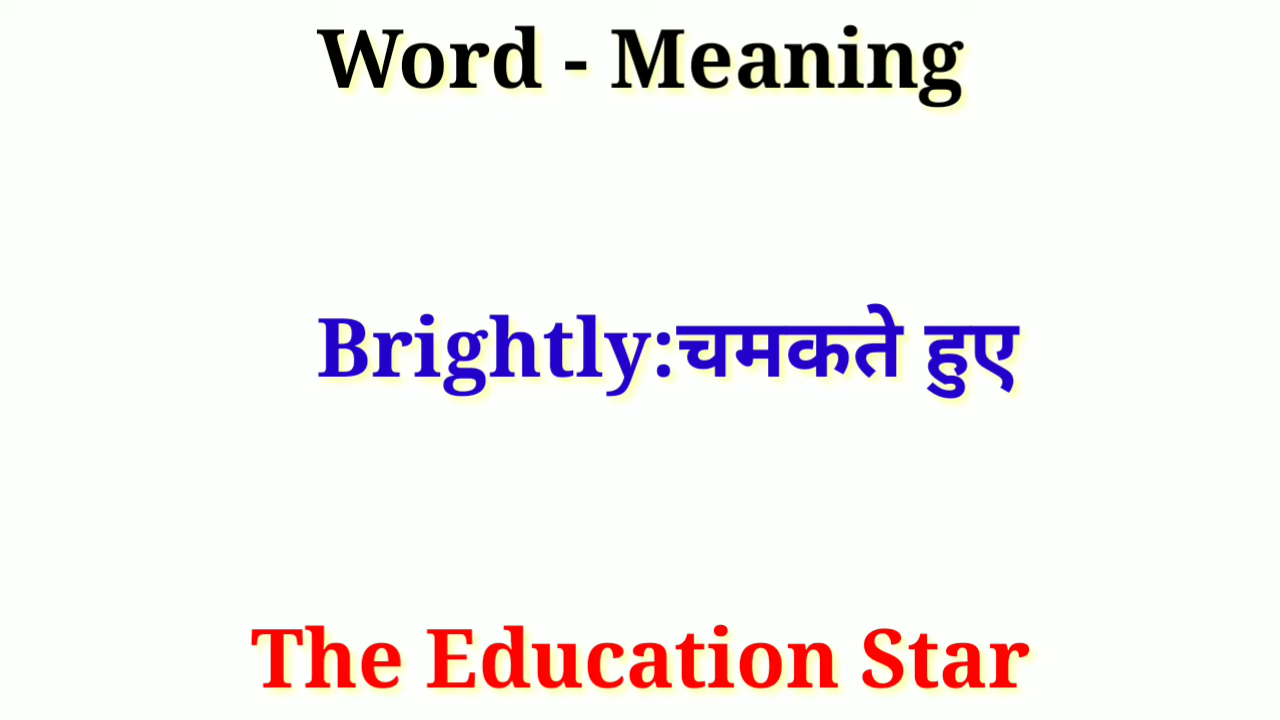 Word - Meaning
Brightly:चमकते हुए
The Education Star